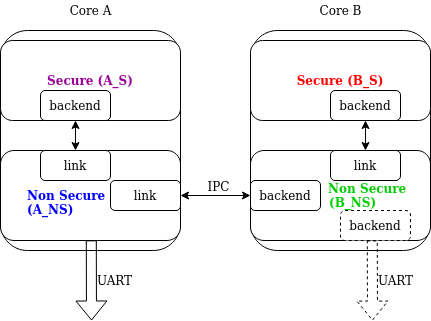 Core A
Core B
Secure (A_S)
Secure (B_S)
backend
backend
link
link
IPC
Non Secure
(A_NS)
link
backend
Non Secure
(B_NS)
backend
UART
UART